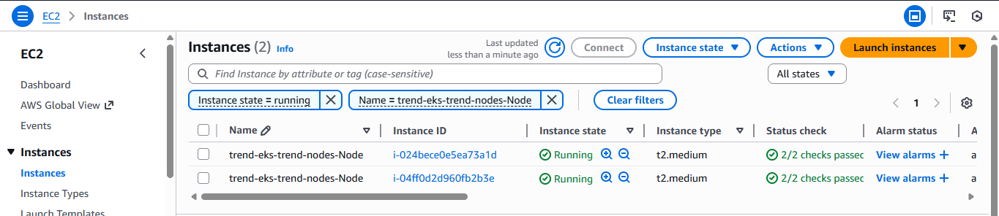 EC2 > Instances
EC2
Dashboard
AWS Global View
Events
Instances
Instances
Instance Types
Launch Templates
Instances (2) Info
Last updated
less than a minute ago
Connect
Instance state
Actions
Launch instances
Find Instance by attribute or tag (case-sensitive)
All states
Instance state = running
Name = trend-eks-trend-nodes-Node
Clear filters
1
Name Instance ID Instance state Instance type Status check Alarm status A
trend-eks-trend-nodes-Node i-024bece0e5ea73a1d Running t2.medium 2/2 checks passec View alarms + a
trend-eks-trend-nodes-Node i-04ff0d2d960fb2b3e Running t2.medium 2/2 checks passec View alarms + a